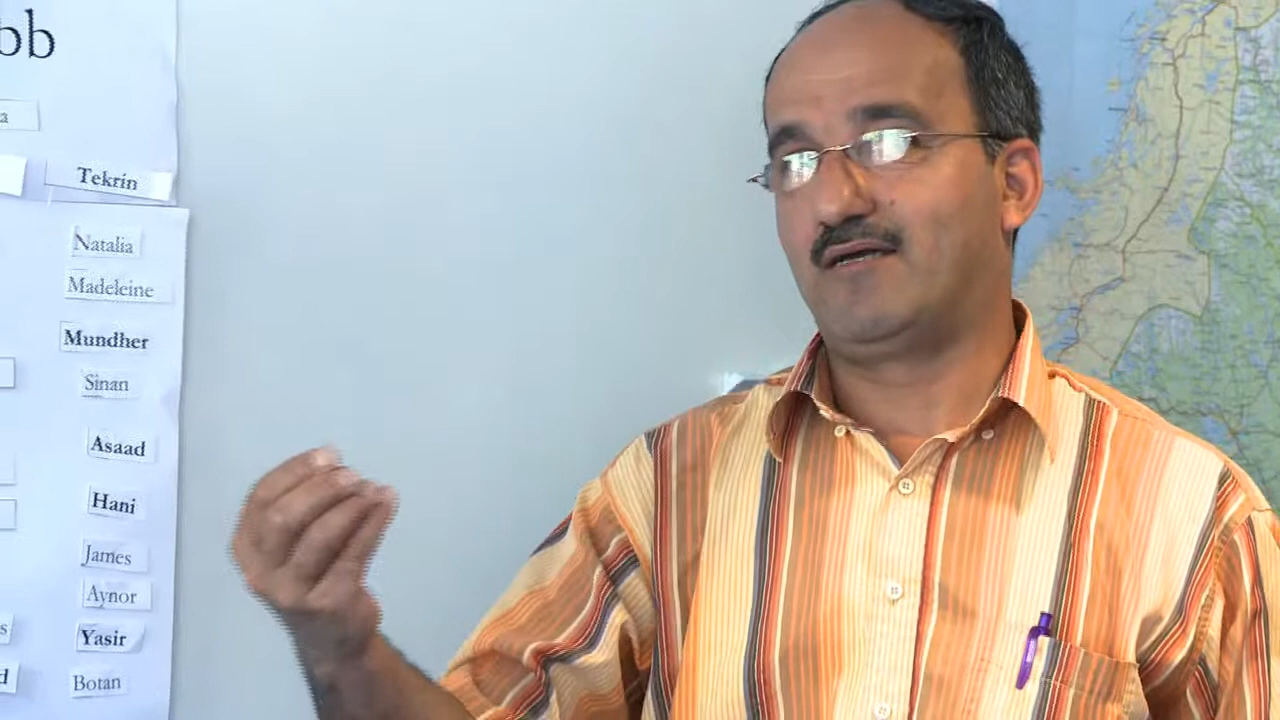 bb
a
Tekrin
Natalia
Madeleine
Mundher
Sinan
Asaad
Hani
James
Aynor
s
Yasir
d
Botan